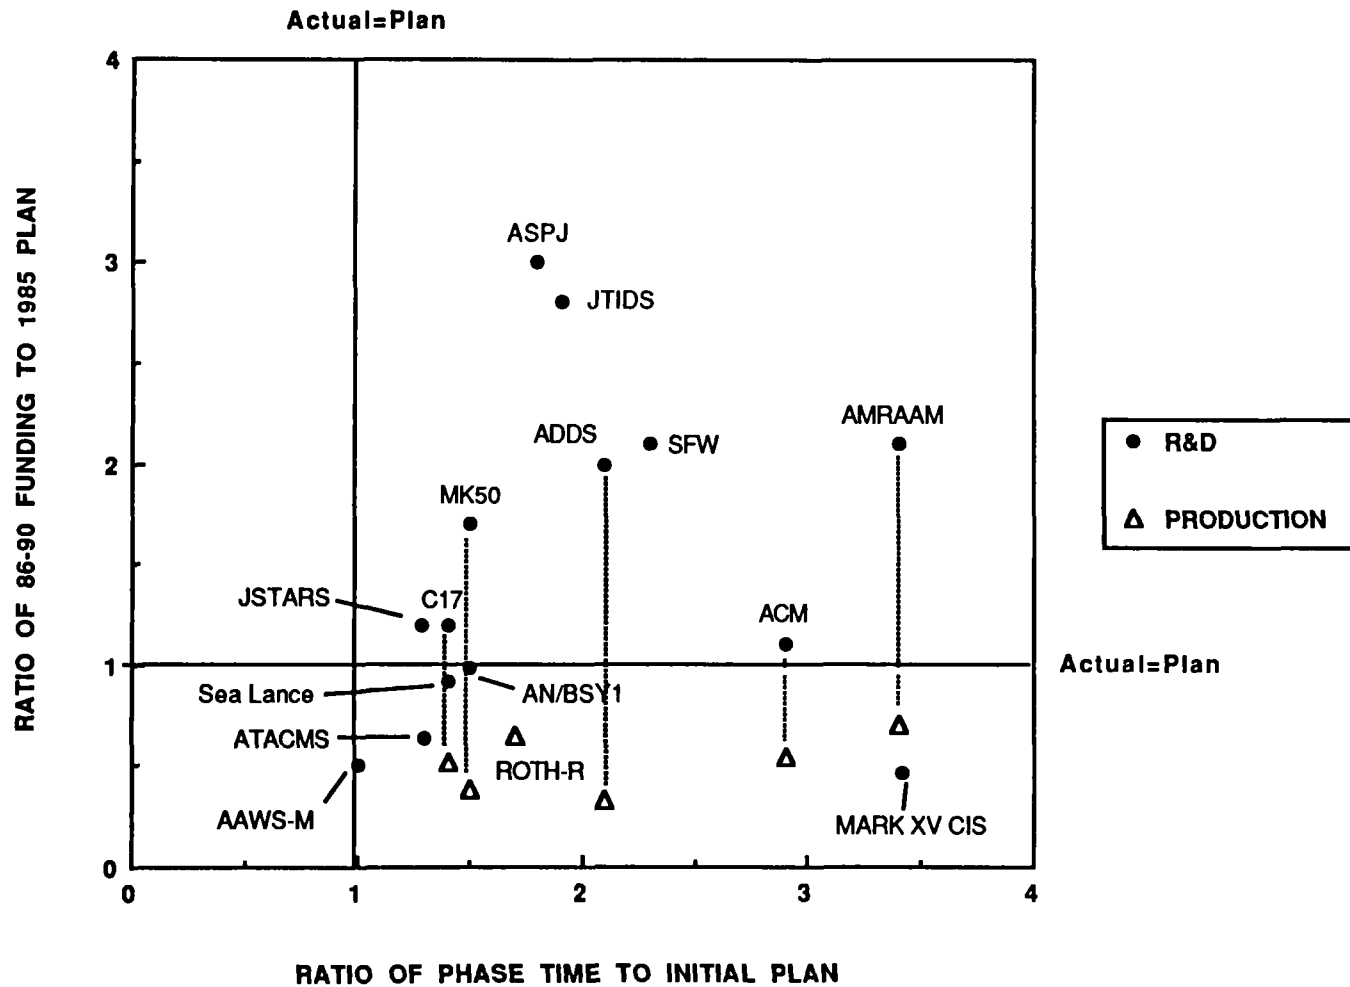 Actual=Plan
RATIO OF 86-90 FUNDING TO 1985 PLAN
4
3
2
1
0
ASPJ
JTIDS
AMRAAM
ADDS
SFW
MK50
JSTARS
C17
ACM
Actual=Plan
Sea Lance
AN/BSY1
ATACMS
ROTH-R
AAWS-M
MARK XV CIS
0 1 2 3 4
RATIO OF PHASE TIME TO INITIAL PLAN
R&D
PRODUCTION